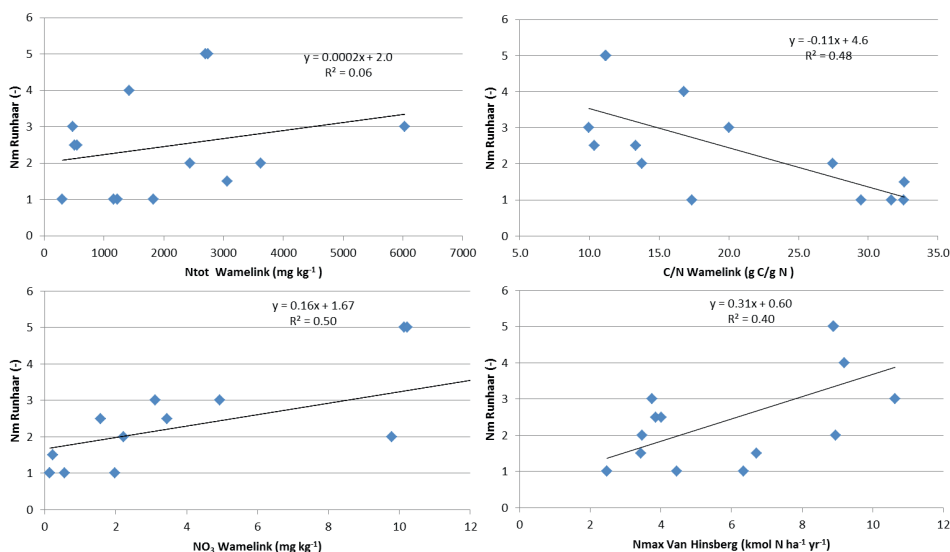 6
5
4
3
2
1
0
Nm Runhaar (-)
y = 0.0002x + 2.0
R² = 0.06
0 1000 2000 3000 4000 5000 6000 7000
Ntot Wamelink (mg kg⁻¹)
6
5
4
3
2
1
0
Nm Runhaar (-)
y = -0.11x + 4.6
R² = 0.48
5.0 10.0 15.0 20.0 25.0 30.0 35.0
C/N Wamelink (g C/g N )
6
5
4
3
2
1
0
Nm Runhaar (-)
y = 0.16x + 1.67
R² = 0.50
0 2 4 6 8 10 12
NO₃ Wamelink (mg kg⁻¹)
6
5
4
3
2
1
0
Nm Runhaar (-)
y = 0.31x + 0.60
R² = 0.40
0 2 4 6 8 10 12
Nmax Van Hinsberg (kmol N ha⁻¹ yr⁻¹)